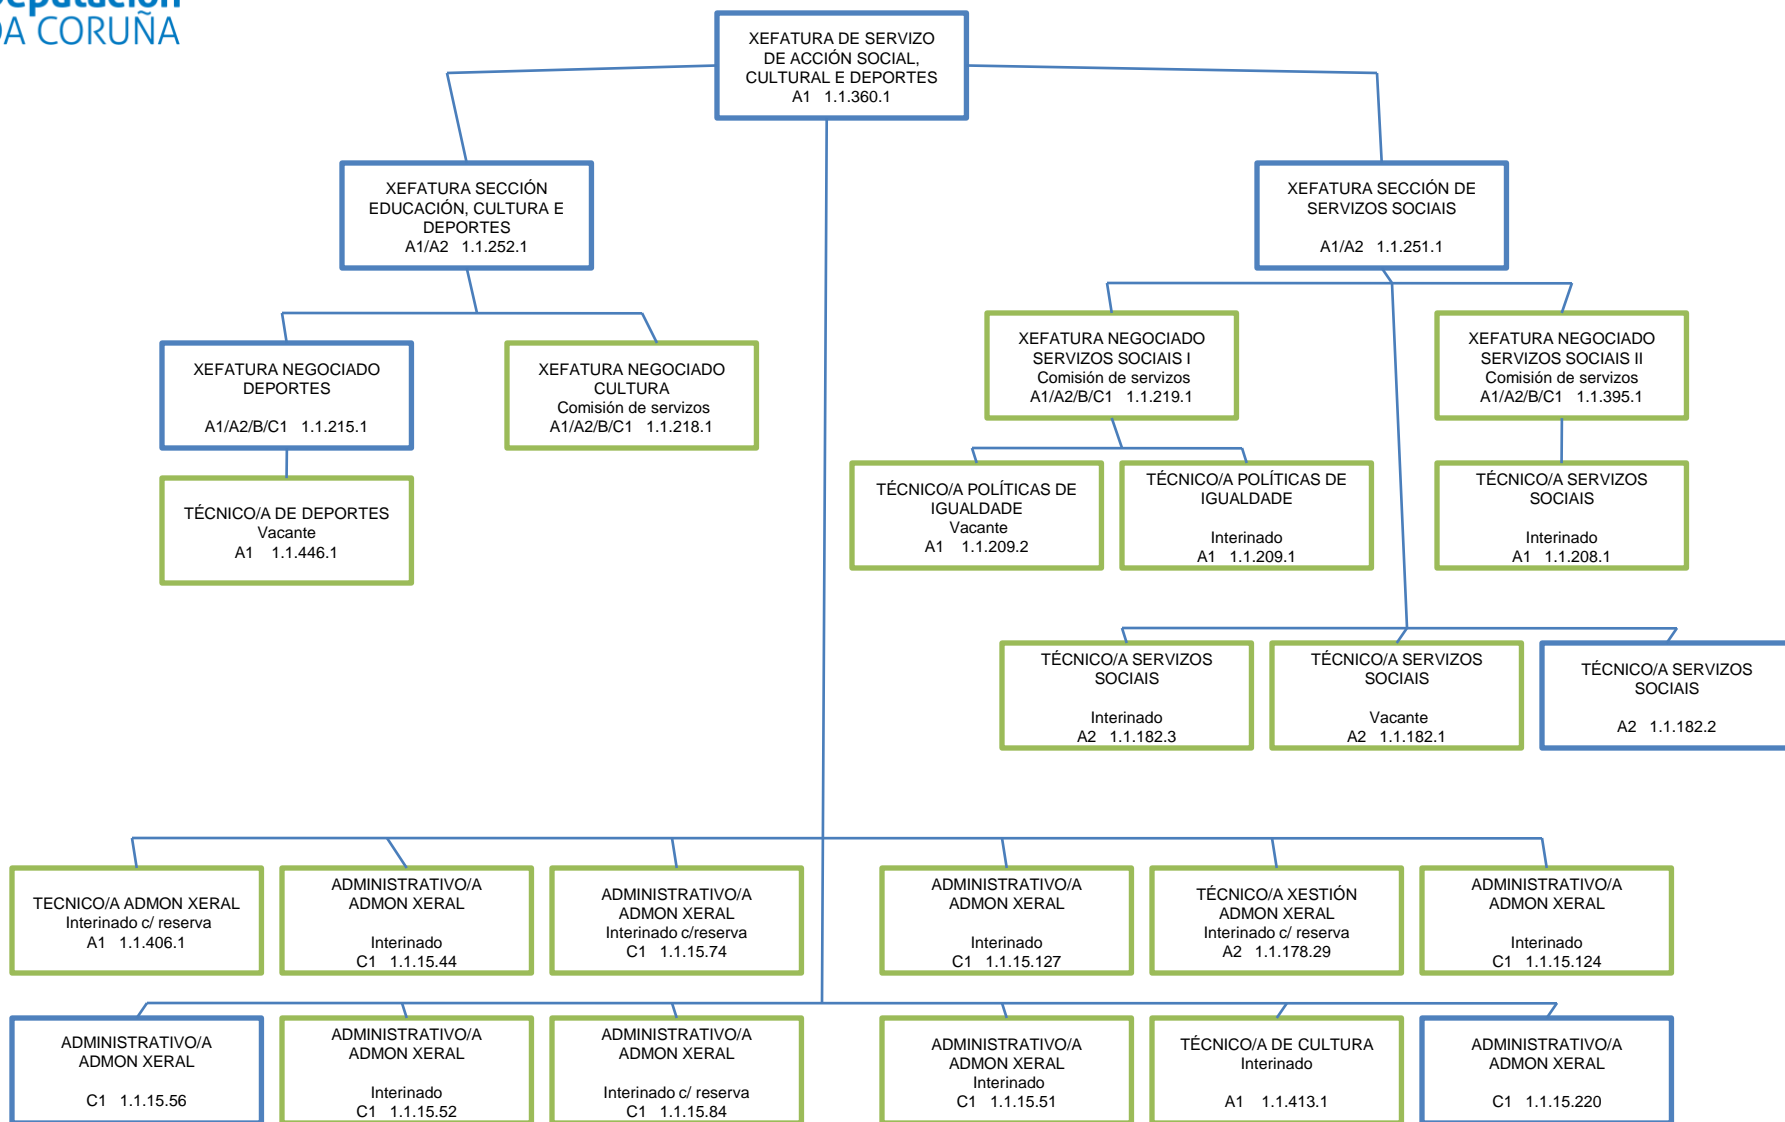 Deputación
DA CORUÑA
XEFATURA DE SERVIZO
DE ACCIÓN SOCIAL,
CULTURAL E DEPORTES
A1 1.1.360.1
XEFATURA SECCIÓN
EDUCACIÓN, CULTURA E
DEPORTES
A1/A2 1.1.252.1
XEFATURA SECCIÓN DE
SERVIZOS SOCIAIS
A1/A2 1.1.251.1
XEFATURA NEGOCIADO
DEPORTES
A1/A2/B/C1 1.1.215.1
XEFATURA NEGOCIADO
CULTURA
Comisión de servizos
A1/A2/B/C1 1.1.218.1
XEFATURA NEGOCIADO
SERVIZOS SOCIAIS I
Comisión de servizos
A1/A2/B/C1 1.1.219.1
XEFATURA NEGOCIADO
SERVIZOS SOCIAIS II
Comisión de servizos
A1/A2/B/C1 1.1.395.1
TÉCNICO/A DE DEPORTES
Vacante
A1 1.1.446.1
TÉCNICO/A POLÍTICAS DE
IGUALDADE
Vacante
A1 1.1.209.2
TÉCNICO/A POLÍTICAS DE
IGUALDADE
Interinado
A1 1.1.209.1
TÉCNICO/A SERVIZOS
SOCIAIS
Interinado
A1 1.1.208.1
TÉCNICO/A SERVIZOS
SOCIAIS
Interinado
A2 1.1.182.3
TÉCNICO/A SERVIZOS
SOCIAIS
Vacante
A2 1.1.182.1
TÉCNICO/A SERVIZOS
SOCIAIS
A2 1.1.182.2
TECNICO/A ADMON XERAL
Interinado c/ reserva
A1 1.1.406.1
ADMINISTRATIVO/A
ADMON XERAL
Interinado
C1 1.1.15.44
ADMINISTRATIVO/A
ADMON XERAL
Interinado c/reserva
C1 1.1.15.74
ADMINISTRATIVO/A
ADMON XERAL
Interinado
C1 1.1.15.127
TÉCNICO/A XESTIÓN
ADMON XERAL
Interinado c/ reserva
A2 1.1.178.29
ADMINISTRATIVO/A
ADMON XERAL
Interinado
C1 1.1.15.124
ADMINISTRATIVO/A
ADMON XERAL
C1 1.1.15.56
ADMINISTRATIVO/A
ADMON XERAL
Interinado
C1 1.1.15.52
ADMINISTRATIVO/A
ADMON XERAL
Interinado c/ reserva
C1 1.1.15.84
ADMINISTRATIVO/A
ADMON XERAL
Interinado
C1 1.1.15.51
TÉCNICO/A DE CULTURA
Interinado
A1 1.1.413.1
ADMINISTRATIVO/A
ADMON XERAL
C1 1.1.15.220